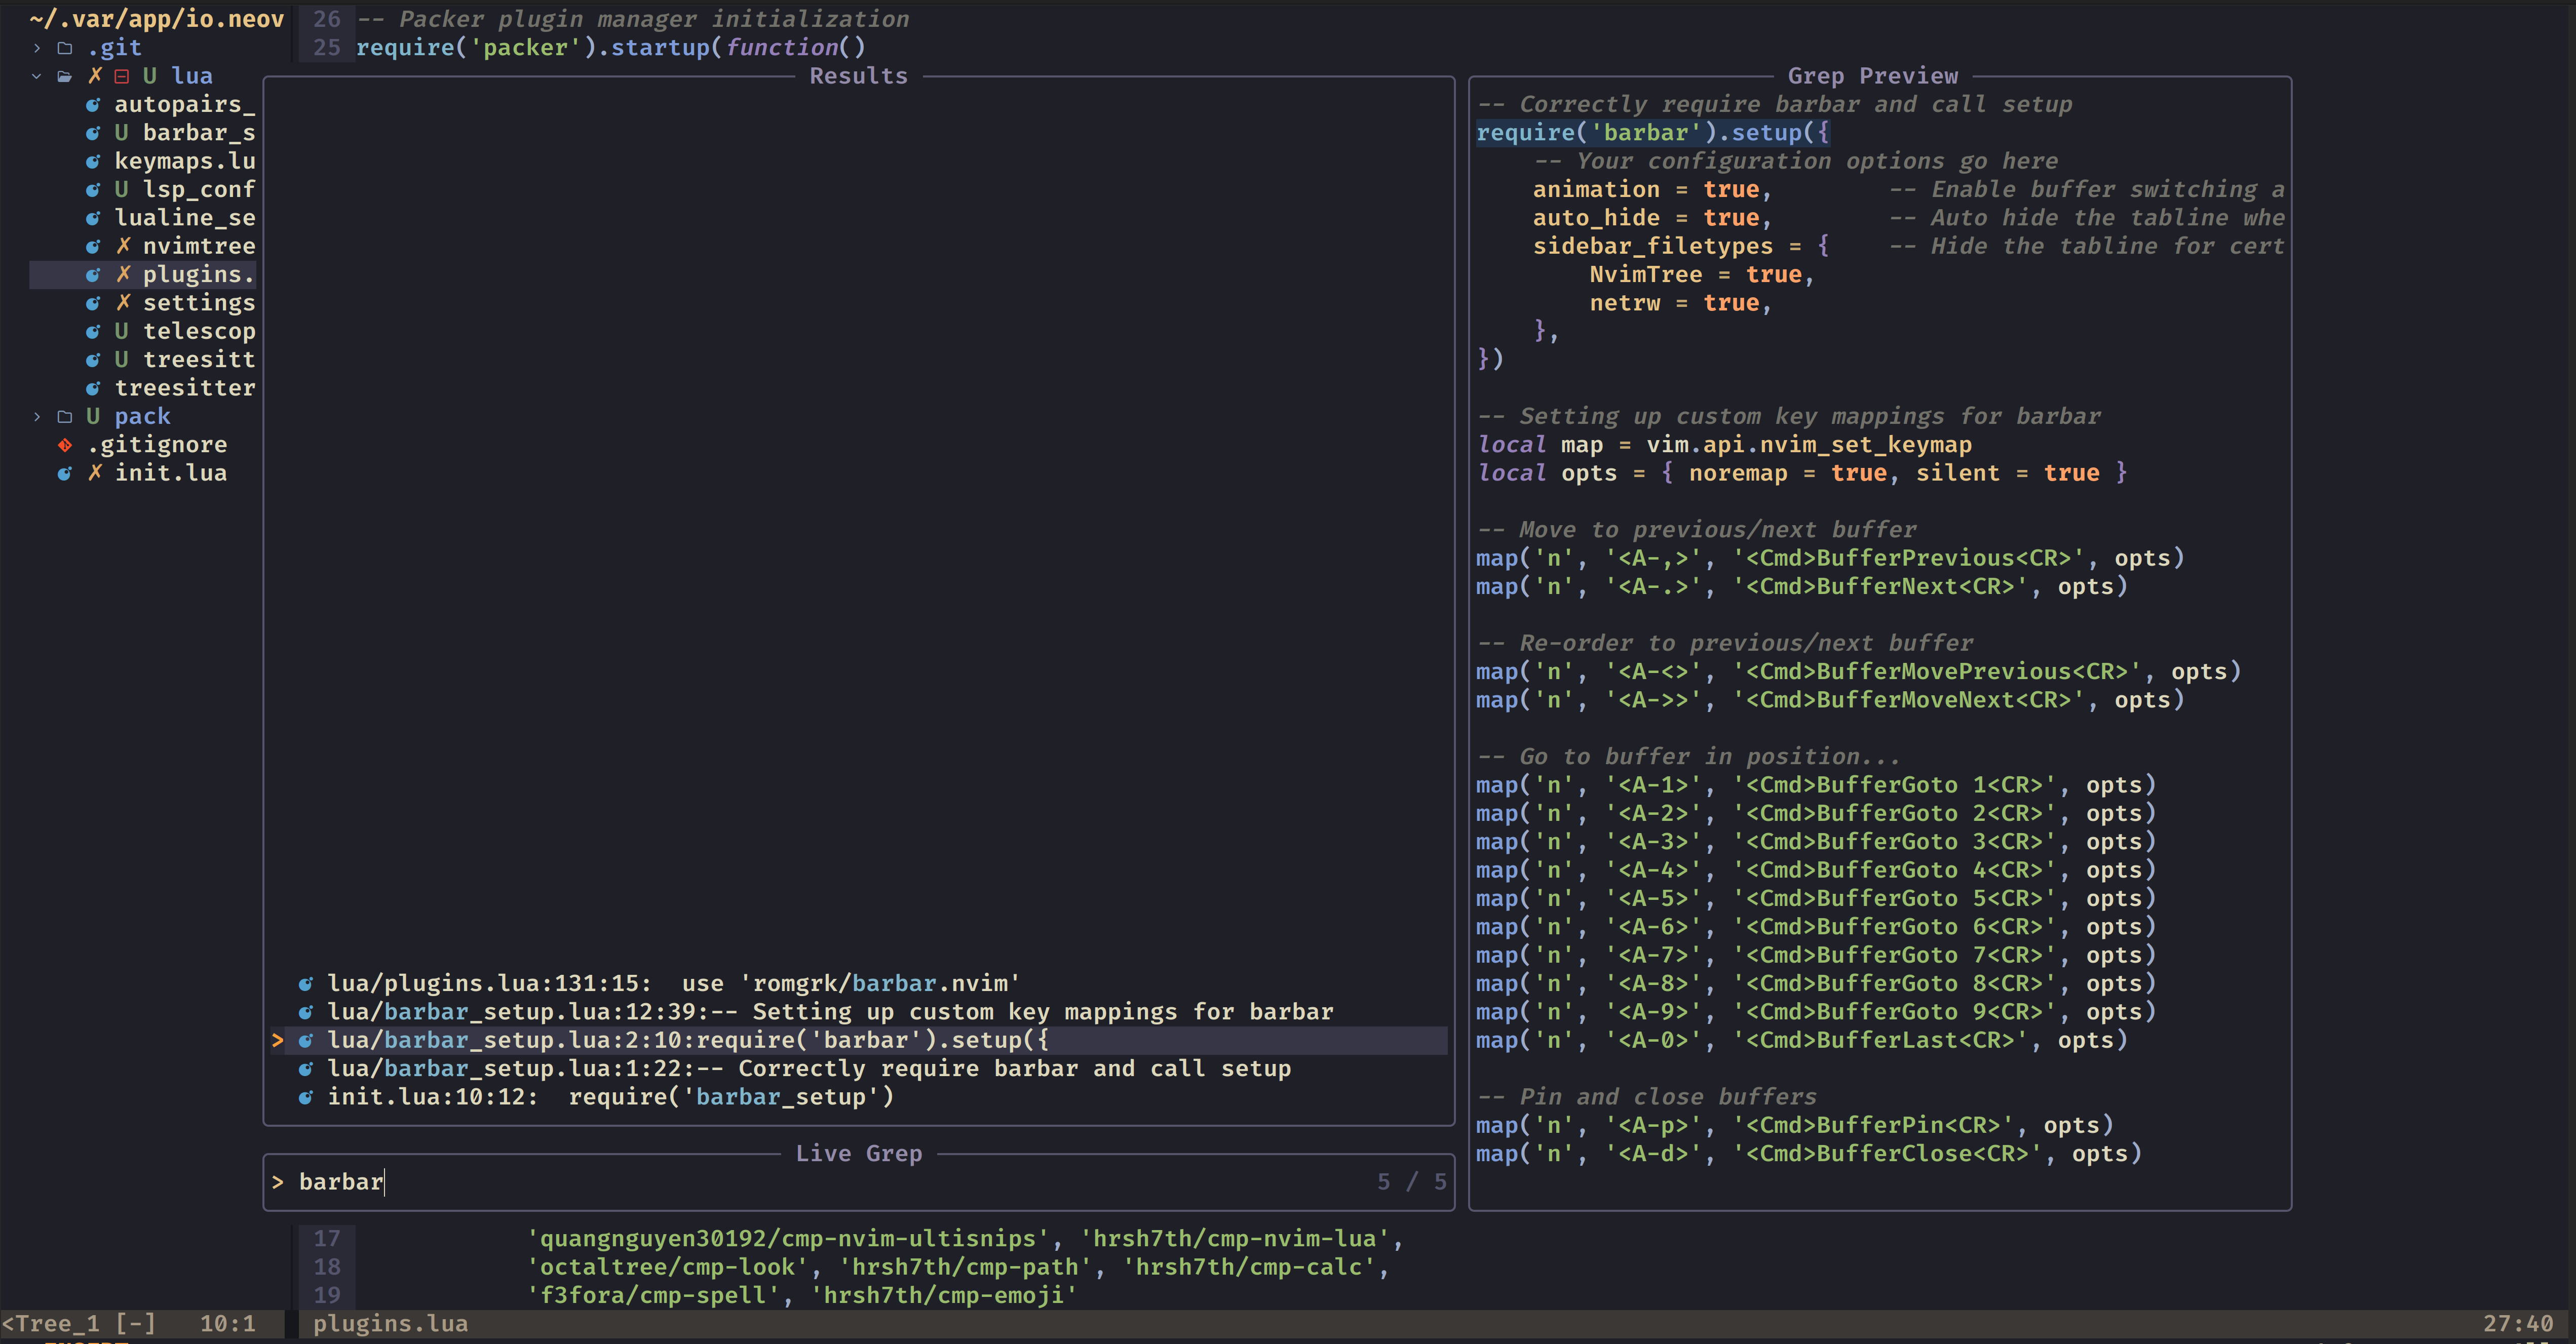 ~/.var/app/io.neov
› .git
✗ U lua
autopairs_
U barbar_s
keymaps.lu
U lsp_conf
lualine_se
✗ nvimtree
✗ plugins.
✗ settings
U telescop
U treesitt
treesitter
› U pack
.gitignore
✗ init.lua
26 -- Packer plugin manager initialization
25 require('packer').startup(function()
Results
lua/plugins.lua:131:15:  use 'romgrk/barbar.nvim'
lua/barbar_setup.lua:12:39:-- Setting up custom key mappings for barbar
> lua/barbar_setup.lua:2:10:require('barbar').setup({
lua/barbar_setup.lua:1:22:-- Correctly require barbar and call setup
init.lua:10:12:  require('barbar_setup')
Live Grep
> barbar 5 / 5
Grep Preview
-- Correctly require barbar and call setup
require('barbar').setup({
    -- Your configuration options go here
    animation = true,        -- Enable buffer switching a
    auto_hide = true,        -- Auto hide the tabline whe
    sidebar_filetypes = {    -- Hide the tabline for cert
        NvimTree = true,
        netrw = true,
    },
})
-- Setting up custom key mappings for barbar
local map = vim.api.nvim_set_keymap
local opts = { noremap = true, silent = true }
-- Move to previous/next buffer
map('n', '<A-,>', '<Cmd>BufferPrevious<CR>', opts)
map('n', '<A-.>', '<Cmd>BufferNext<CR>', opts)
-- Re-order to previous/next buffer
map('n', '<A-<>', '<Cmd>BufferMovePrevious<CR>', opts)
map('n', '<A->>', '<Cmd>BufferMoveNext<CR>', opts)
-- Go to buffer in position...
map('n', '<A-1>', '<Cmd>BufferGoto 1<CR>', opts)
map('n', '<A-2>', '<Cmd>BufferGoto 2<CR>', opts)
map('n', '<A-3>', '<Cmd>BufferGoto 3<CR>', opts)
map('n', '<A-4>', '<Cmd>BufferGoto 4<CR>', opts)
map('n', '<A-5>', '<Cmd>BufferGoto 5<CR>', opts)
map('n', '<A-6>', '<Cmd>BufferGoto 6<CR>', opts)
map('n', '<A-7>', '<Cmd>BufferGoto 7<CR>', opts)
map('n', '<A-8>', '<Cmd>BufferGoto 8<CR>', opts)
map('n', '<A-9>', '<Cmd>BufferGoto 9<CR>', opts)
map('n', '<A-0>', '<Cmd>BufferLast<CR>', opts)
-- Pin and close buffers
map('n', '<A-p>', '<Cmd>BufferPin<CR>', opts)
map('n', '<A-d>', '<Cmd>BufferClose<CR>', opts)
17 'quangnguyen30192/cmp-nvim-ultisnips', 'hrsh7th/cmp-nvim-lua',
18 'octaltree/cmp-look', 'hrsh7th/cmp-path', 'hrsh7th/cmp-calc',
19 'f3fora/cmp-spell', 'hrsh7th/cmp-emoji'
<Tree_1 [-] 10:1 plugins.lua 27:40